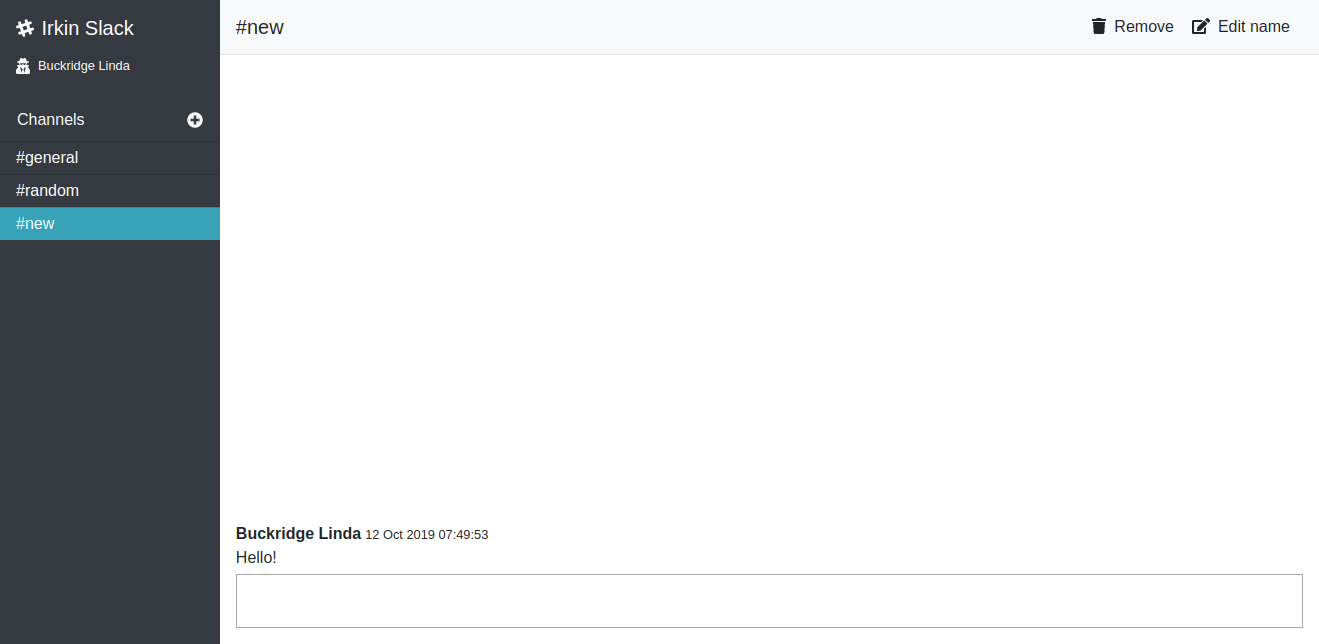 Irkin Slack
Buckridge Linda
Channels
#general
#random
#new
#new
Remove
Edit name
Buckridge Linda 12 Oct 2019 07:49:53
Hello!